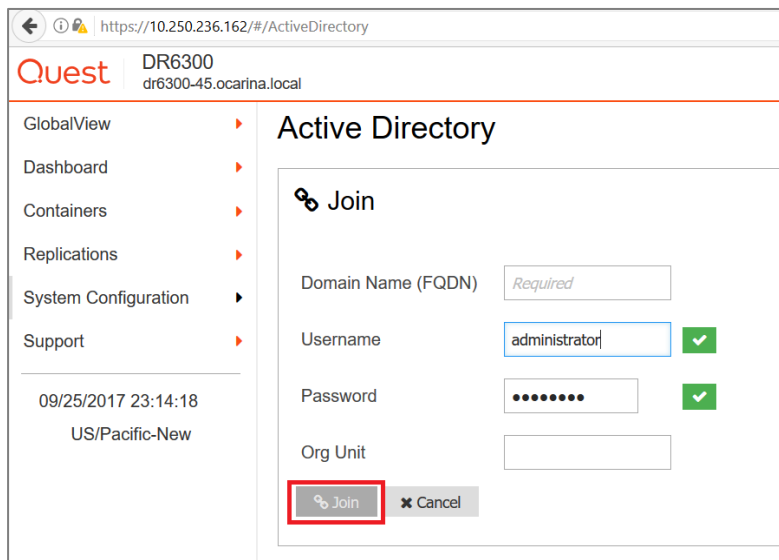 https://10.250.236.162/#/ActiveDirectory
Quest
DR6300
dr6300-45.ocarina.local
GlobalView
Dashboard
Containers
Replications
System Configuration
Support
09/25/2017 23:14:18
US/Pacific-New
Active Directory
Join
Domain Name (FQDN)
Required
Username
administrator
Password
••••••••
Org Unit
Join
Cancel